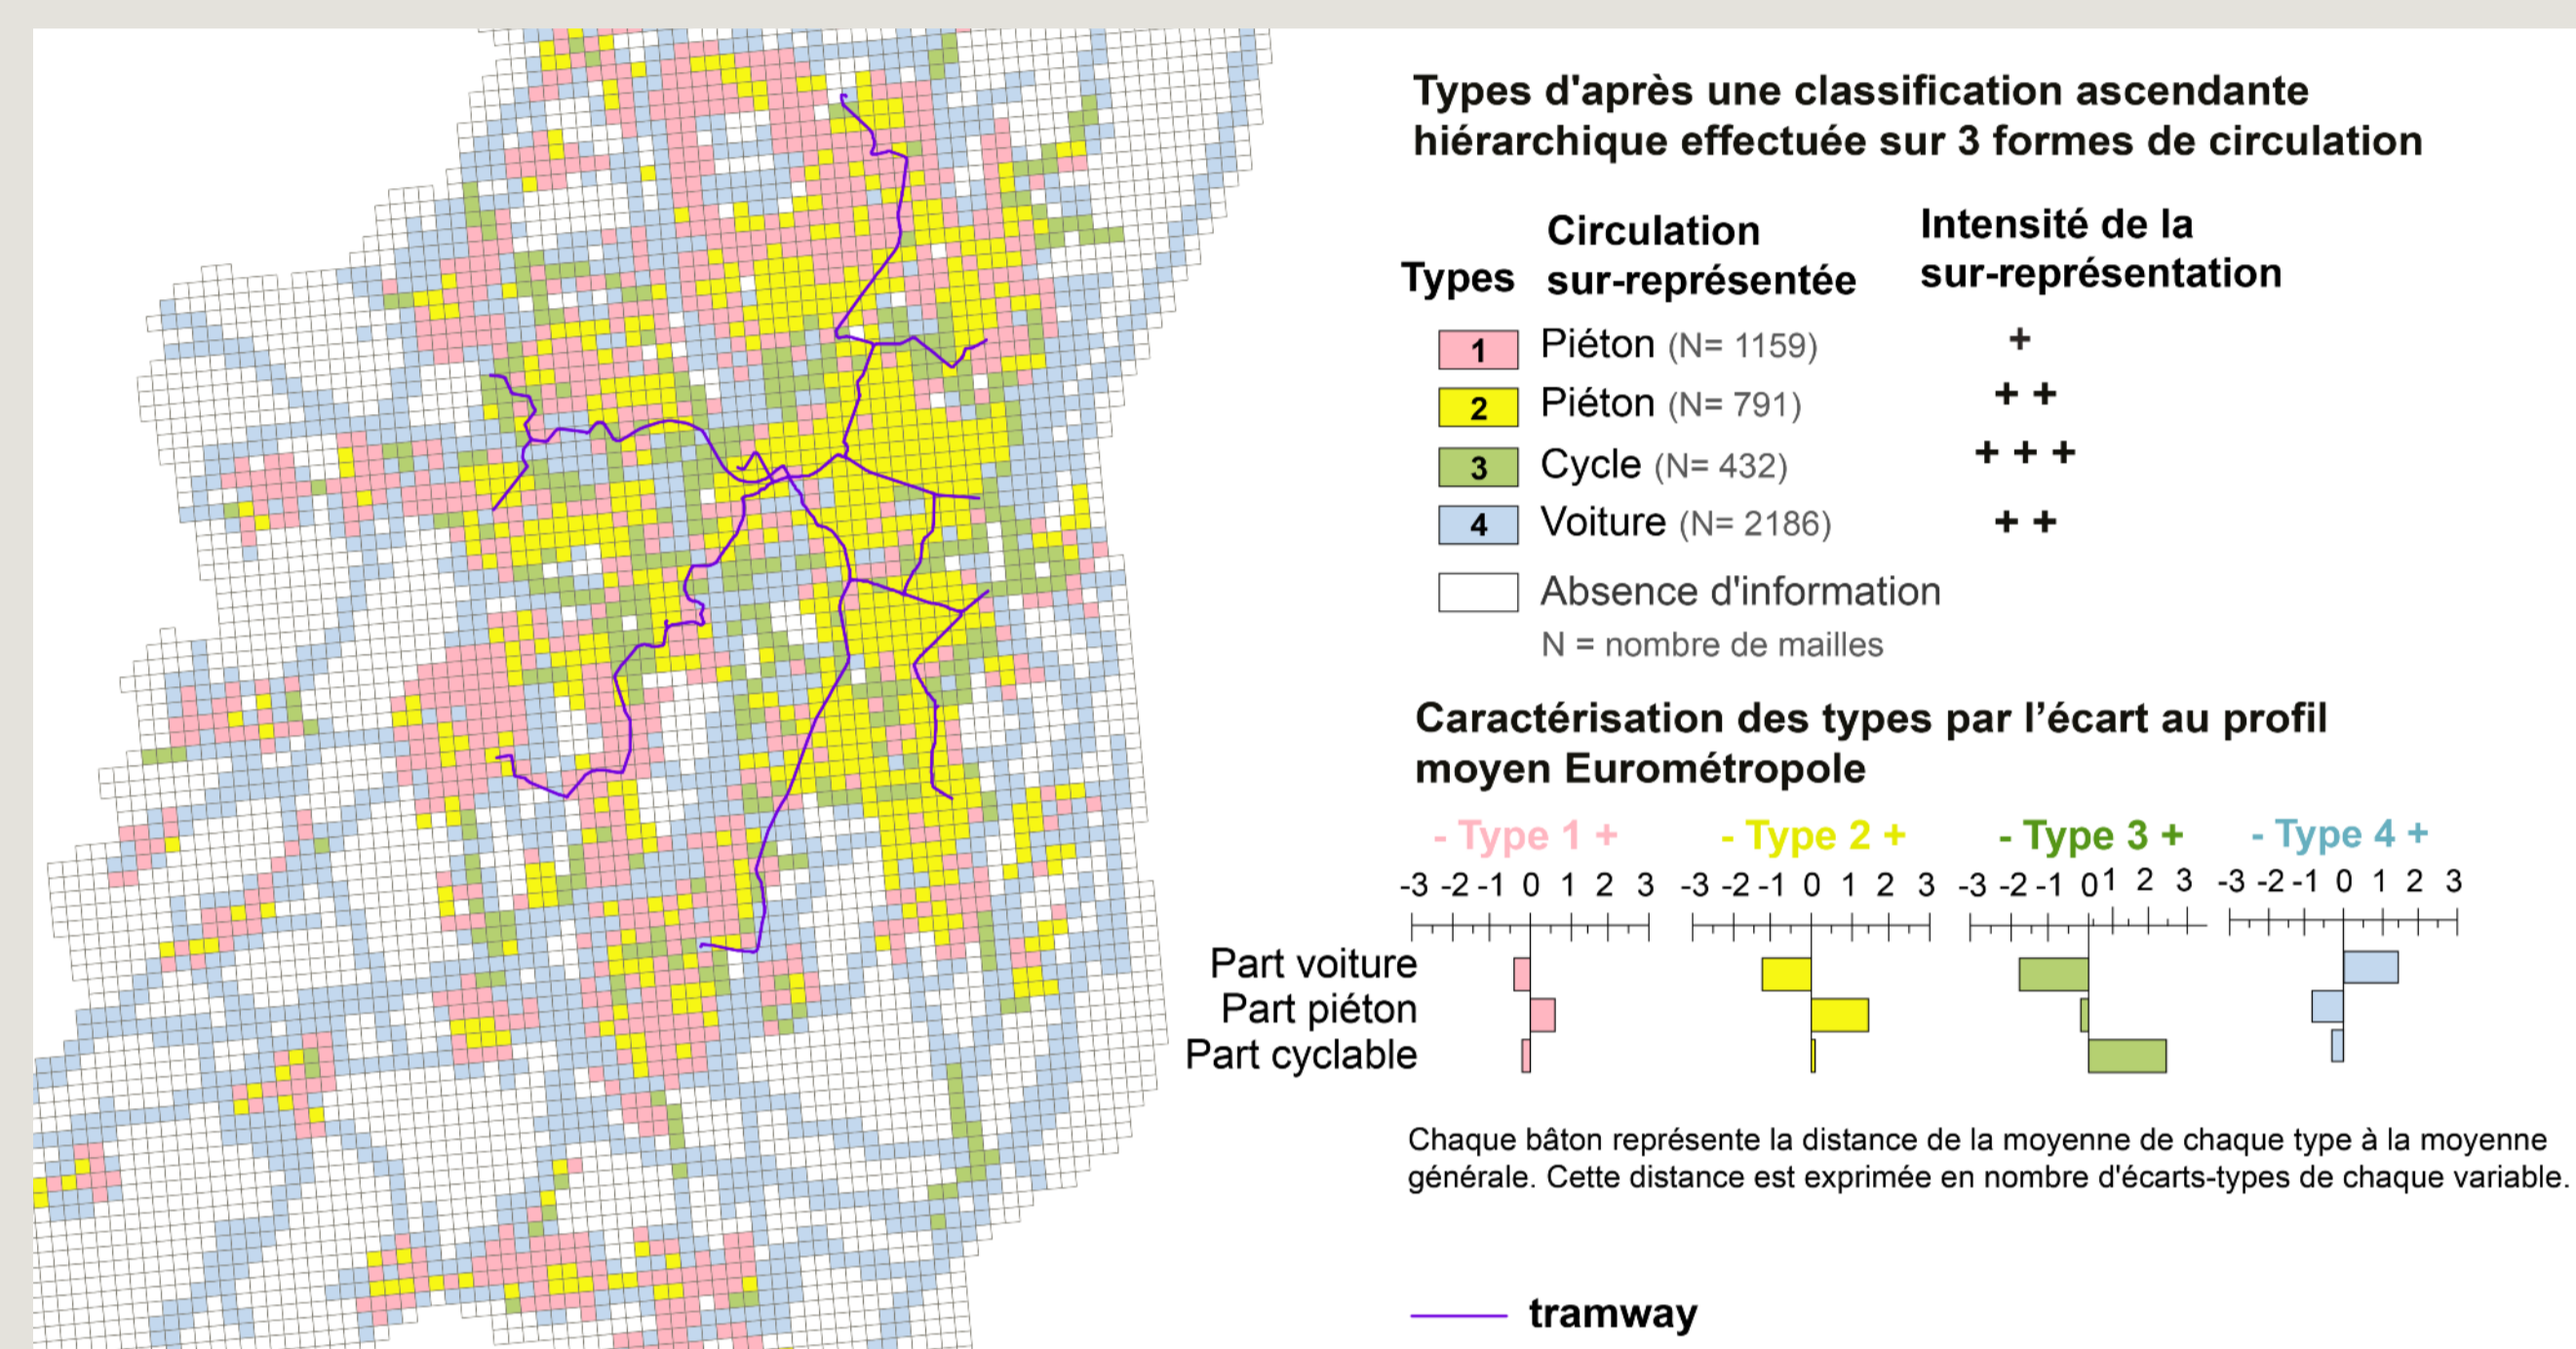 Types d'après une classification ascendante
hiérarchique effectuée sur 3 formes de circulation
Types
Circulation
sur-représentée
Intensité de la
sur-représentation
1 Piéton (N= 1159) +
2 Piéton (N= 791) + +
3 Cycle (N= 432) + + +
4 Voiture (N= 2186) + +
Absence d'information
N = nombre de mailles
Caractérisation des types par l’écart au profil
moyen Eurométropole
- Type 1 + - Type 2 + - Type 3 + - Type 4 +
-3 -2 -1 0 1 2 3 -3 -2 -1 0 1 2 3 -3 -2 -1 0 1 2 3 -3 -2 -1 0 1 2 3
Part voiture
Part piéton
Part cyclable
Chaque bâton représente la distance de la moyenne de chaque type à la moyenne
générale. Cette distance est exprimée en nombre d'écarts-types de chaque variable.
tramway